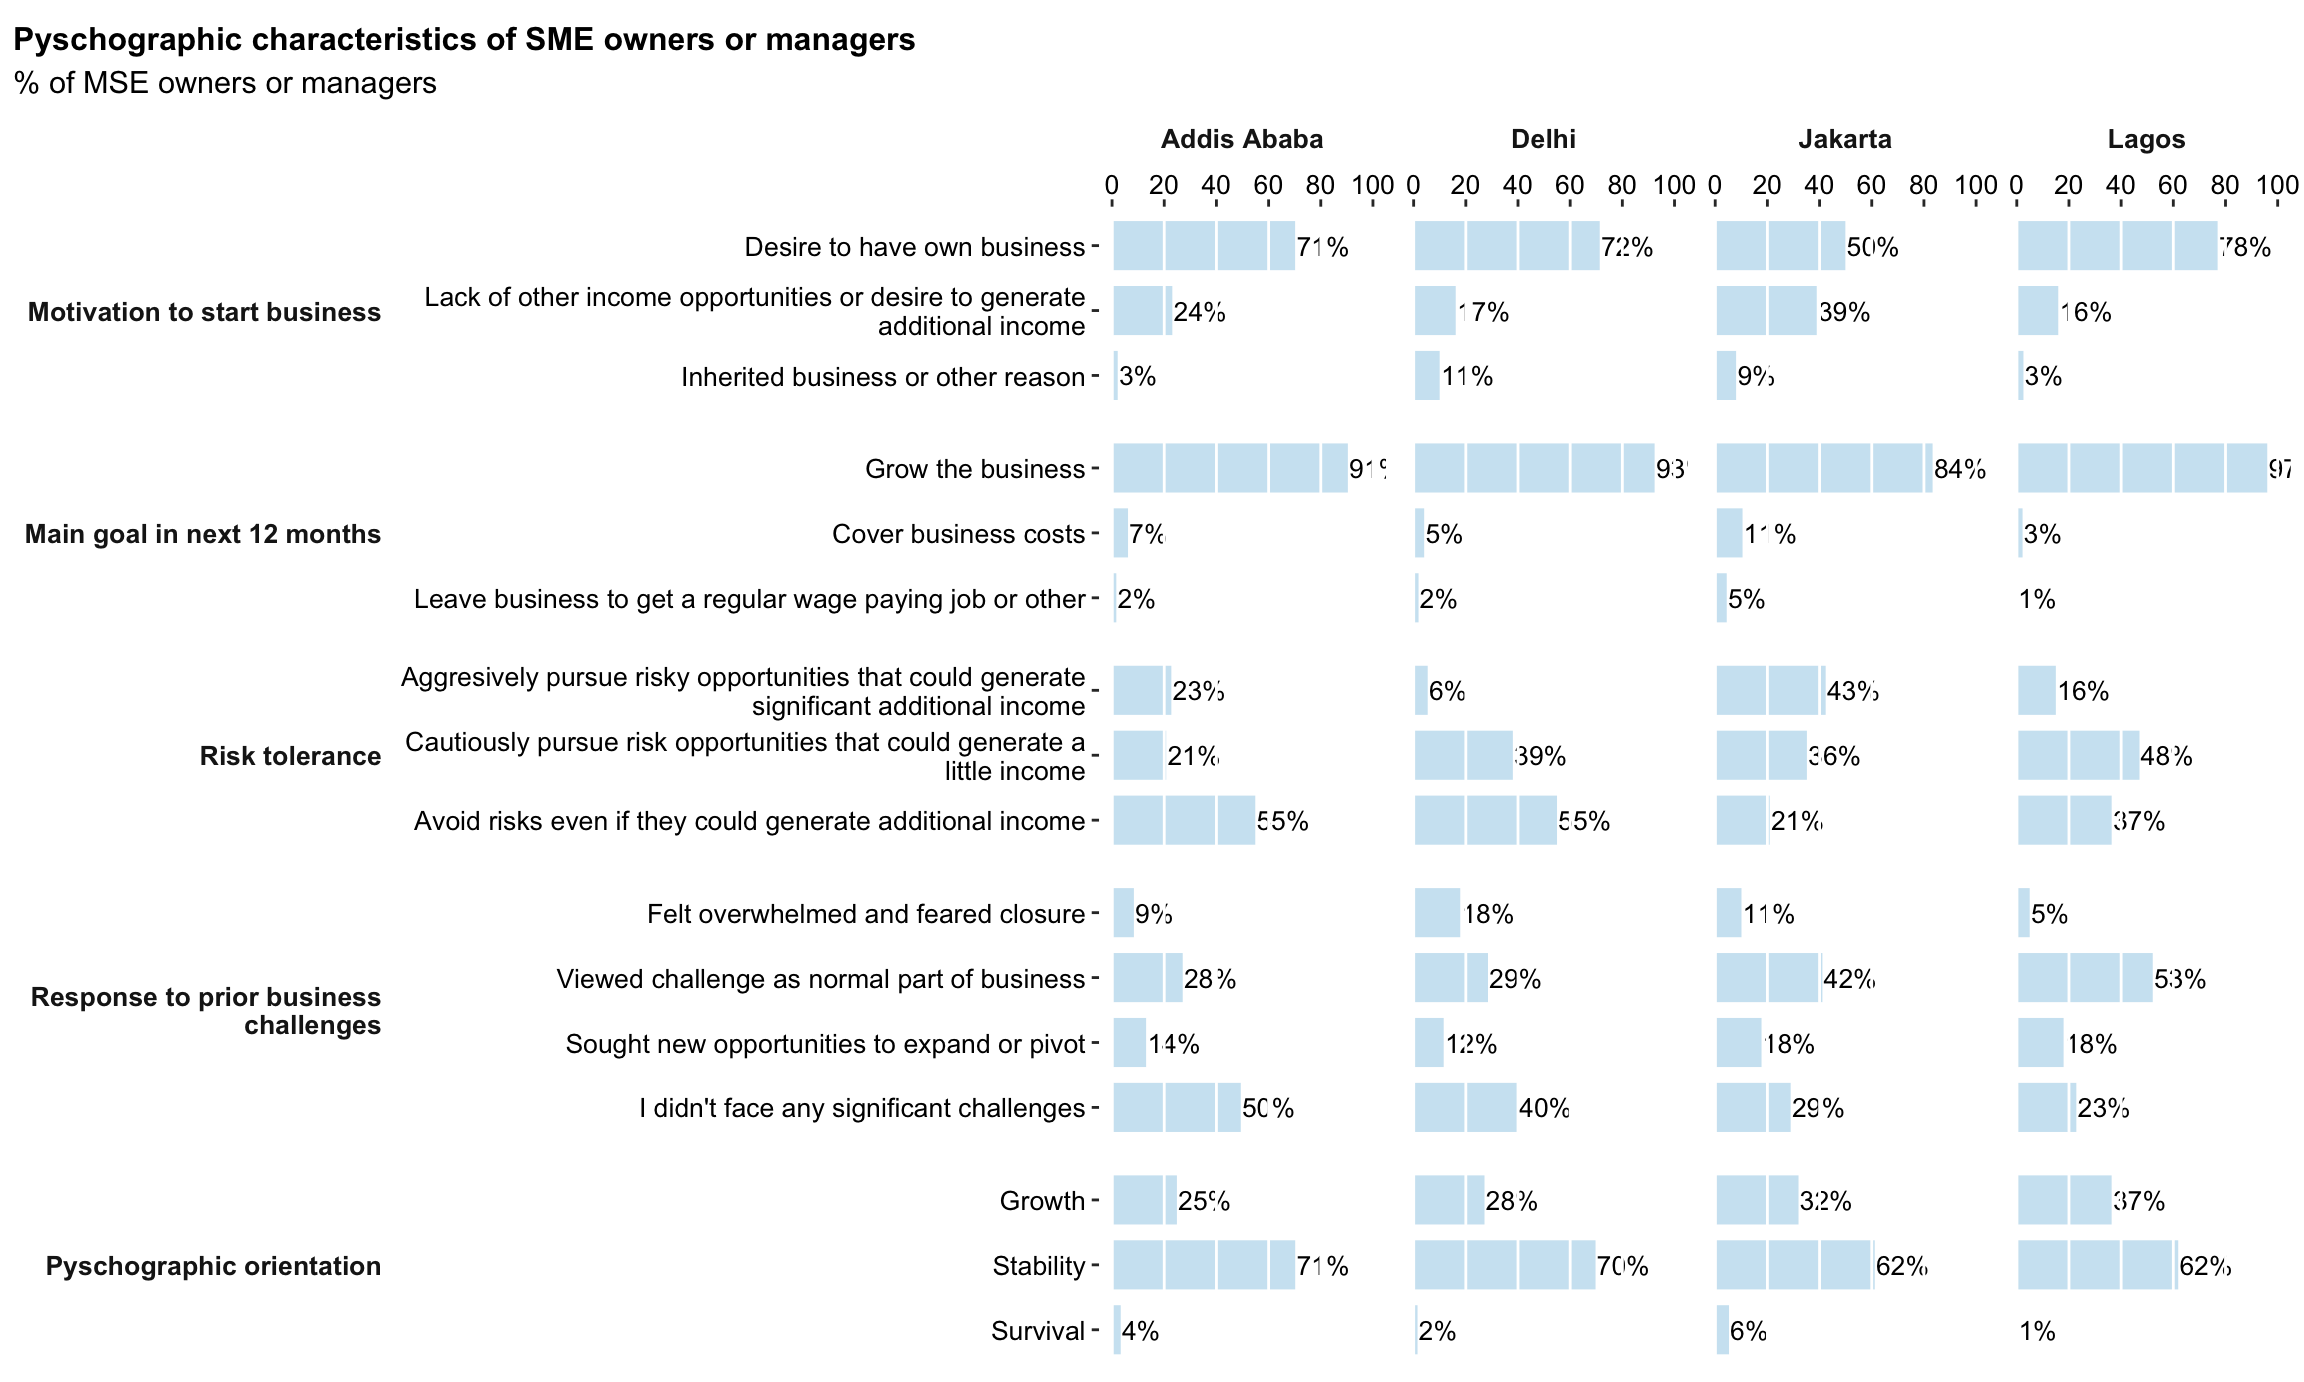 Pyschographic characteristics of SME owners or managers
% of MSE owners or managers
Addis Ababa Delhi Jakarta Lagos
0 20 40 60 80 100 0 20 40 60 80 100 0 20 40 60 80 100 0 20 40 60 80 100
Motivation to start business
Desire to have own business 71% 72% 50% 78%
Lack of other income opportunities or desire to generate
additional income 24% 17% 39% 16%
Inherited business or other reason 3% 11% 9% 3%
Main goal in next 12 months
Grow the business 91% 93% 84% 97
Cover business costs 7% 5% 11% 3%
Leave business to get a regular wage paying job or other 2% 2% 5% 1%
Risk tolerance
Aggresively pursue risky opportunities that could generate
significant additional income 23% 6% 43% 16%
Cautiously pursue risk opportunities that could generate a
little income 21% 39% 36% 48%
Avoid risks even if they could generate additional income 55% 55% 21% 37%
Response to prior business
challenges
Felt overwhelmed and feared closure 9% 18% 11% 5%
Viewed challenge as normal part of business 28% 29% 42% 53%
Sought new opportunities to expand or pivot 14% 12% 18% 18%
I didn't face any significant challenges 50% 40% 29% 23%
Pyschographic orientation
Growth 25% 28% 32% 37%
Stability 71% 70% 62% 62%
Survival 4% 2% 6% 1%